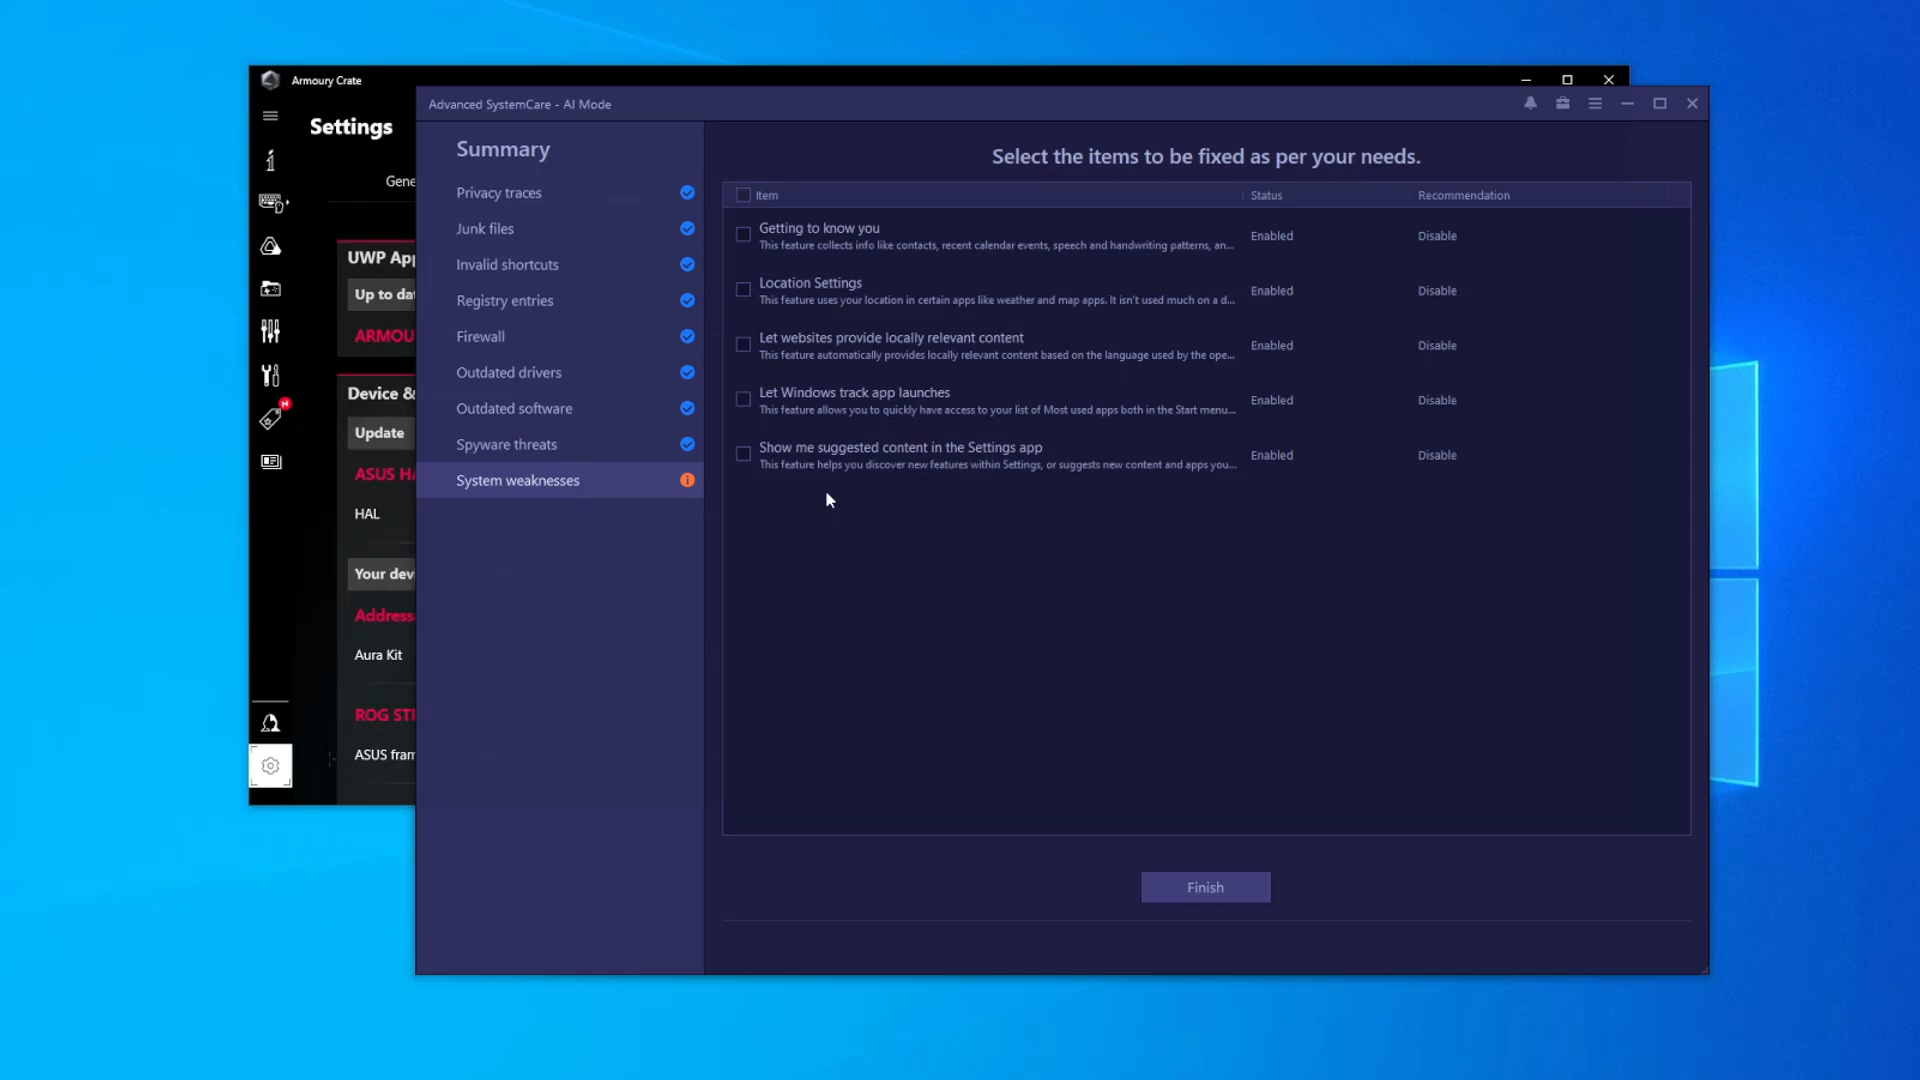 Armoury Crate
Settings
Gene
UWP App
Up to dat
ARMOU
Device &
Update
ASUS HA
HAL
Your devi
Address
Aura Kit
ROG STI
ASUS fram
N
Advanced SystemCare - AI Mode
Summary
Privacy traces
Junk files
Invalid shortcuts
Registry entries
Firewall
Outdated drivers
Outdated software
Spyware threats
System weaknesses
Select the items to be fixed as per your needs.
Item Status Recommendation
Getting to know you
This feature collects info like contacts, recent calendar events, speech and handwriting patterns, an...
Enabled Disable
Location Settings
This feature uses your location in certain apps like weather and map apps. It isn't used much on a d...
Enabled Disable
Let websites provide locally relevant content
This feature automatically provides locally relevant content based on the language used by the ope...
Enabled Disable
Let Windows track app launches
This feature allows you to quickly have access to your list of Most used apps both in the Start menu...
Enabled Disable
Show me suggested content in the Settings app
This feature helps you discover new features within Settings, or suggests new content and apps you...
Enabled Disable
Finish